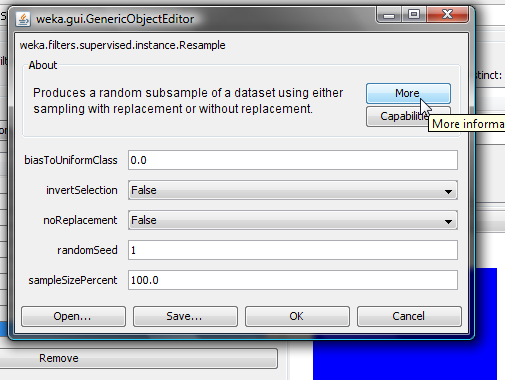 weka.gui.GenericObjectEditor
weka.filters.supervised.instance.Resample
About
Produces a random subsample of a dataset using either
sampling with replacement or without replacement.
More
Capabilitie
More informa
stinct:
biasToUniformClass 0.0
invertSelection False
noReplacement False
randomSeed 1
sampleSizePercent 100.0
Open... Save... OK Cancel
Remove